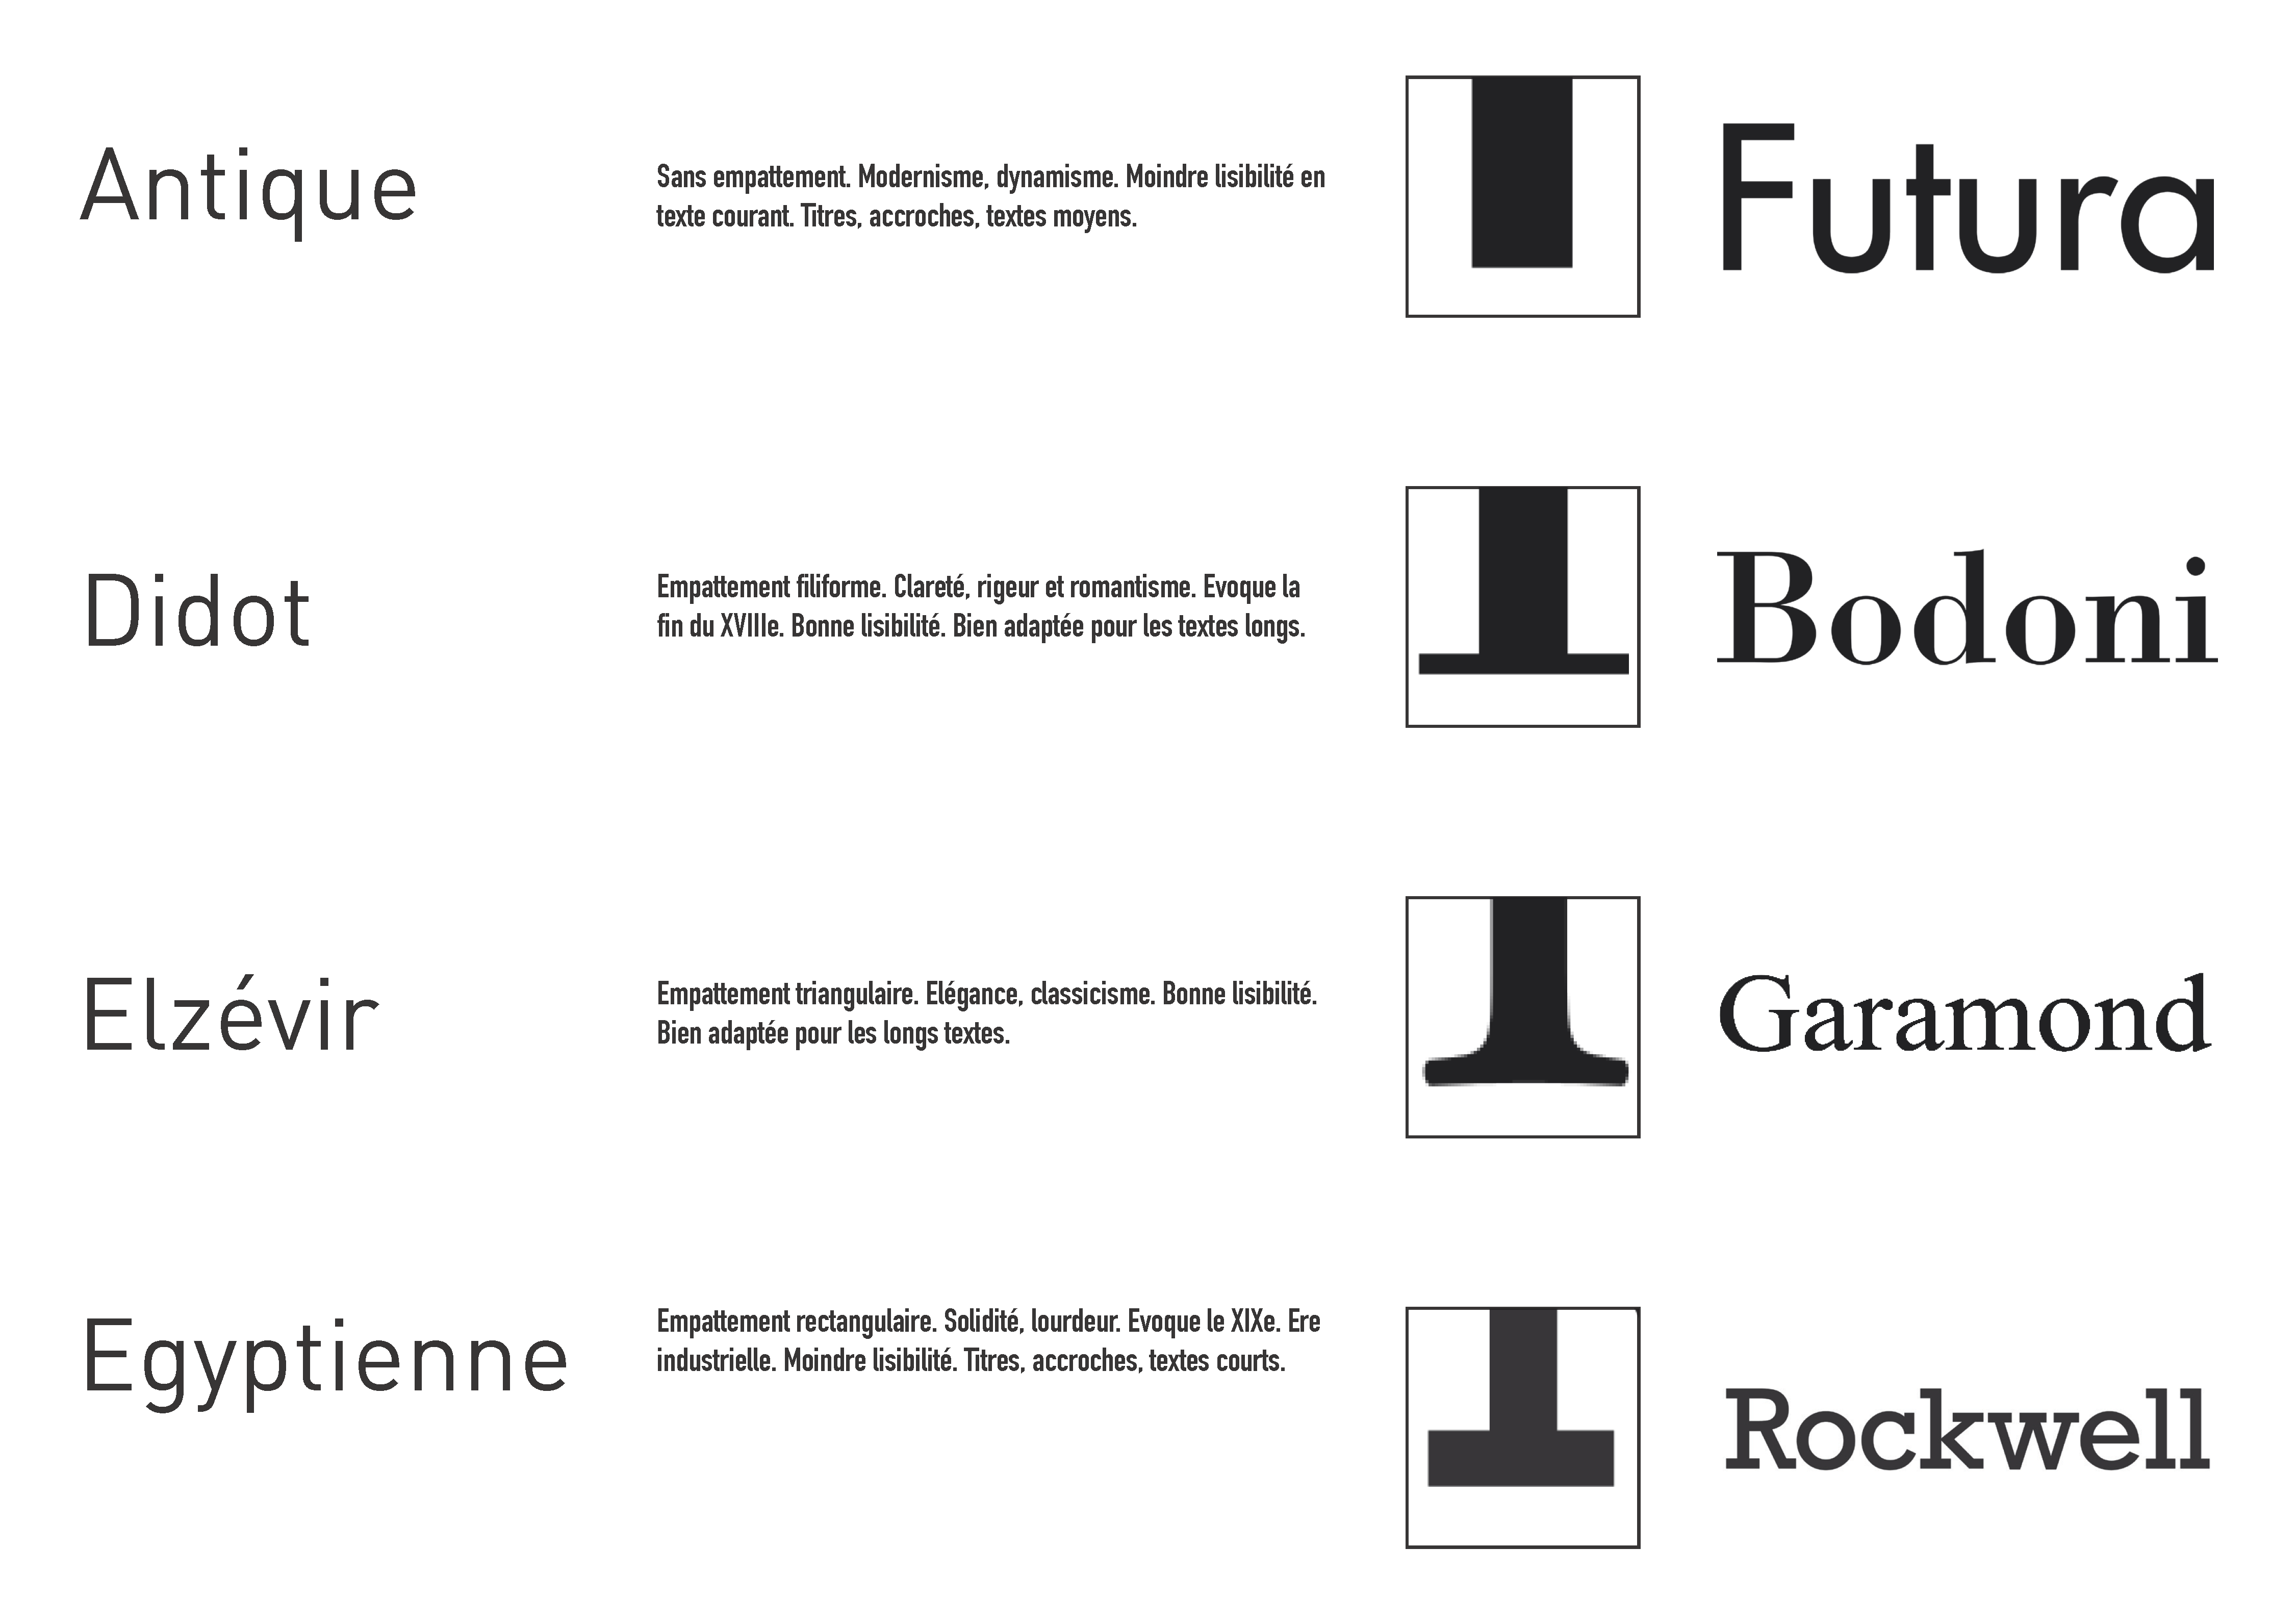 Antique
Sans empattement. Modernisme, dynamisme. Moindre lisibilité en
texte courant. Titres, accroches, textes moyens.
Futura
Didot
Empattement filiforme. Clareté, rigeur et romantisme. Evoque la
fin du XVIIIe. Bonne lisibilité. Bien adaptée pour les textes longs.
Bodoni
Elzévir
Empattement triangulaire. Elégance, classicisme. Bonne lisibilité.
Bien adaptée pour les longs textes.
Garamond
Egyptienne
Empattement rectangulaire. Solidité, lourdeur. Evoque le XIXe. Ere
industrielle. Moindre lisibilité. Titres, accroches, textes courts.
Rockwell